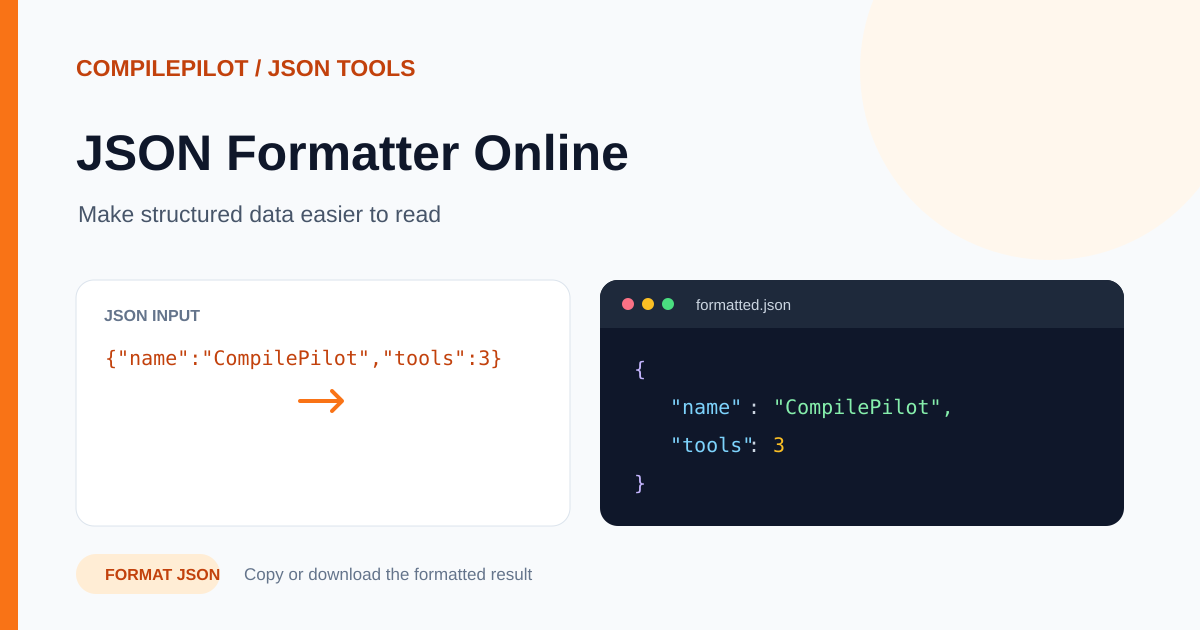 COMPILEPILOT / JSON TOOLS
JSON Formatter Online
Make structured data easier to read
JSON INPUT
{"name":"CompilePilot","tools":3}
formatted.json
{
"name" : "CompilePilot",
"tools": 3
}
FORMAT JSON
Copy or download the formatted result